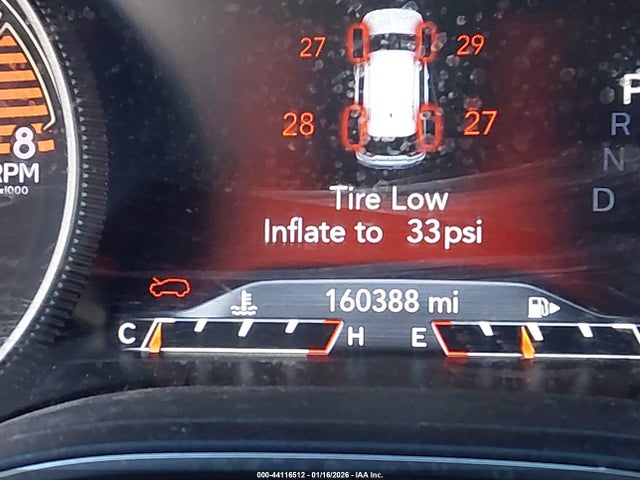 27 29
28 27
Tire Low
Inflate to 33psi
160388 mi
C H E
8
RPM
x1000
P
R
N
D
000-44116512 - 01/16/2026 - IAA Inc.